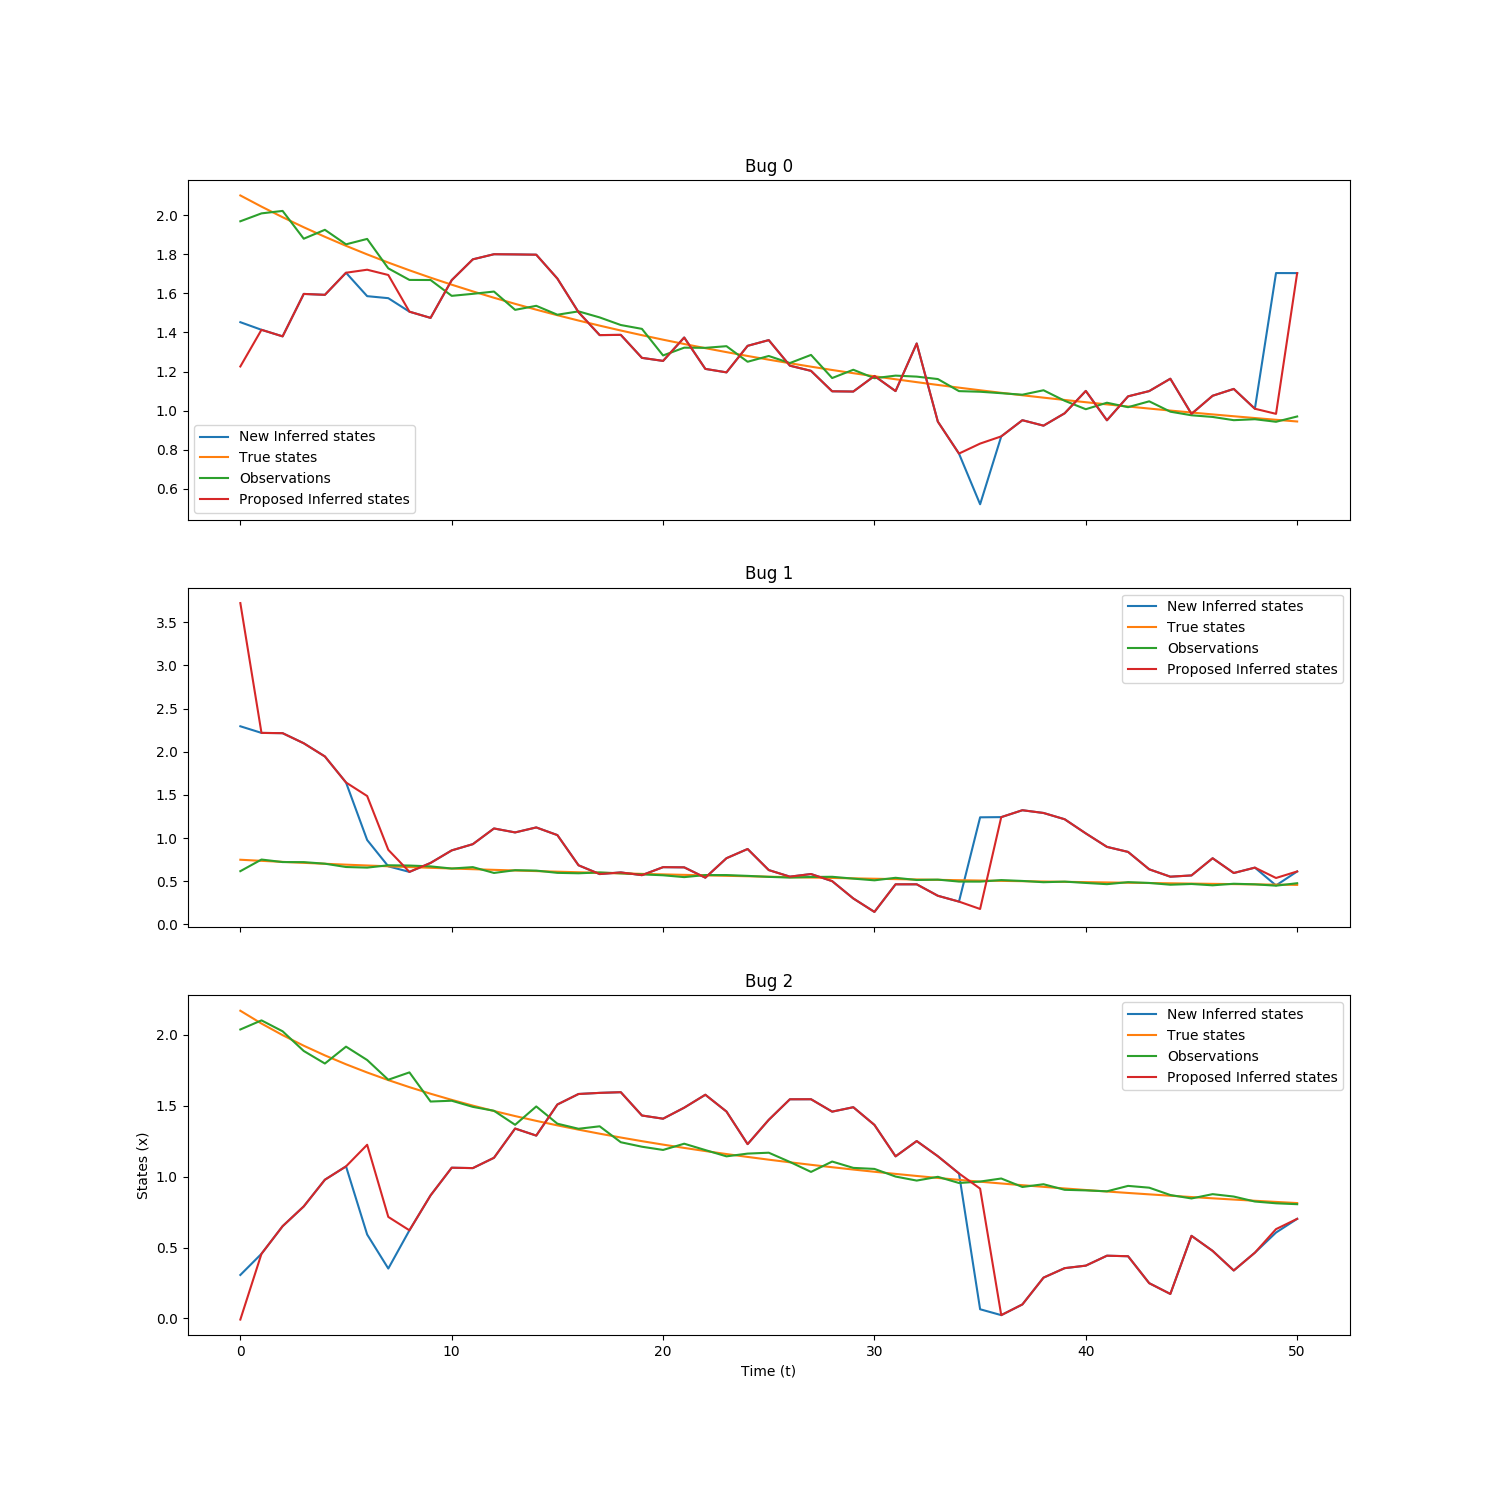 Bug 0
2.0
1.8
1.6
1.4
1.2
1.0
0.8
0.6
New Inferred states
True states
Observations
Proposed Inferred states
Bug 1
3.5
3.0
2.5
2.0
1.5
1.0
0.5
0.0
New Inferred states
True states
Observations
Proposed Inferred states
Bug 2
States (x)
2.0
1.5
1.0
0.5
0.0
New Inferred states
True states
Observations
Proposed Inferred states
0 10 20 30 40 50
Time (t)